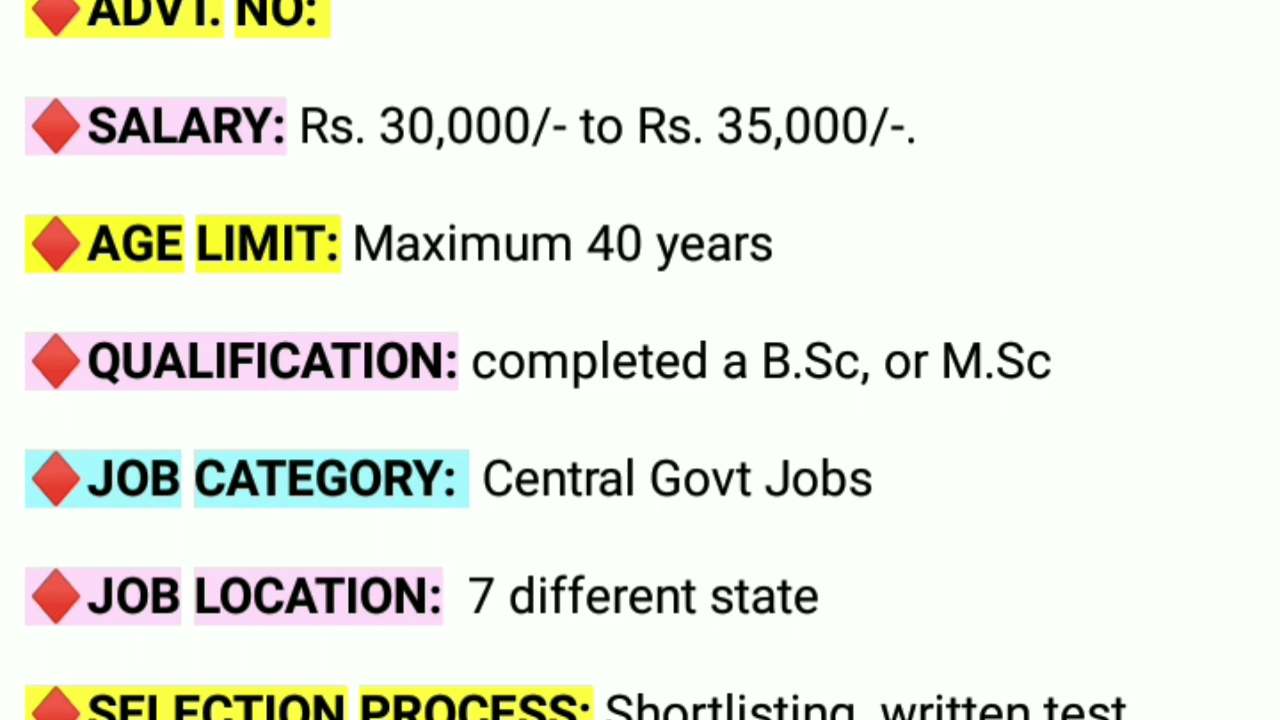 ♦️ADVT. NO:
♦️SALARY: Rs. 30,000/- to Rs. 35,000/-.
♦️AGE LIMIT: Maximum 40 years
♦️QUALIFICATION: completed a B.Sc, or M.Sc
♦️JOB CATEGORY: Central Govt Jobs
♦️JOB LOCATION: 7 different state
♦️SELECTION PROCESS: Shortlisting, written test